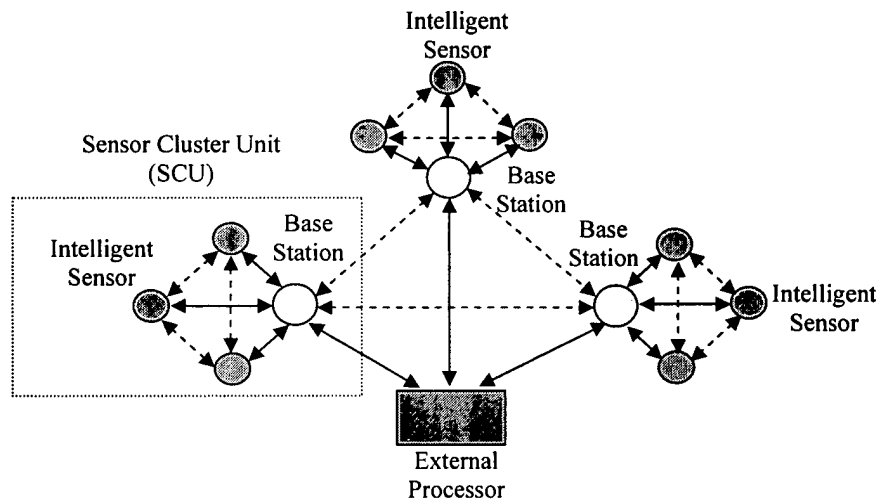 Intelligent
Sensor
Sensor Cluster Unit
(SCU)
Base
Station
Intelligent
Sensor
Base
Station
Base
Station
Intelligent
Sensor
External
Processor